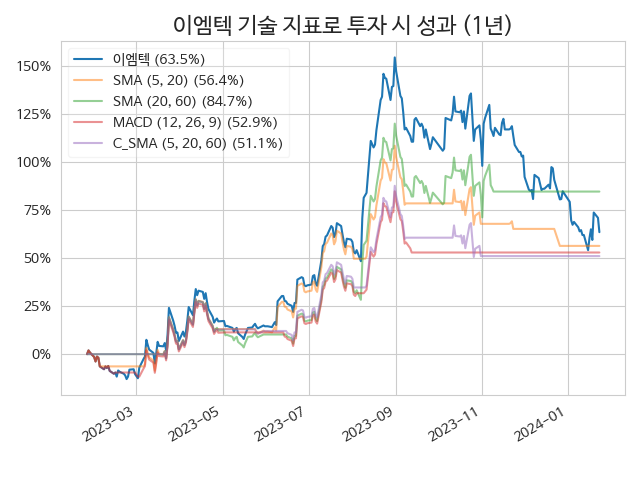 이엠텍 기술 지표로 투자 시 성과 (1년)
이엠텍 (63.5%)
SMA (5, 20) (56.4%)
SMA (20, 60) (84.7%)
MACD (12, 26, 9) (52.9%)
C_SMA (5, 20, 60) (51.1%)
150%
125%
100%
75%
50%
25%
0%
2023-03
2023-05
2023-07
2023-09
2023-11
2024-01